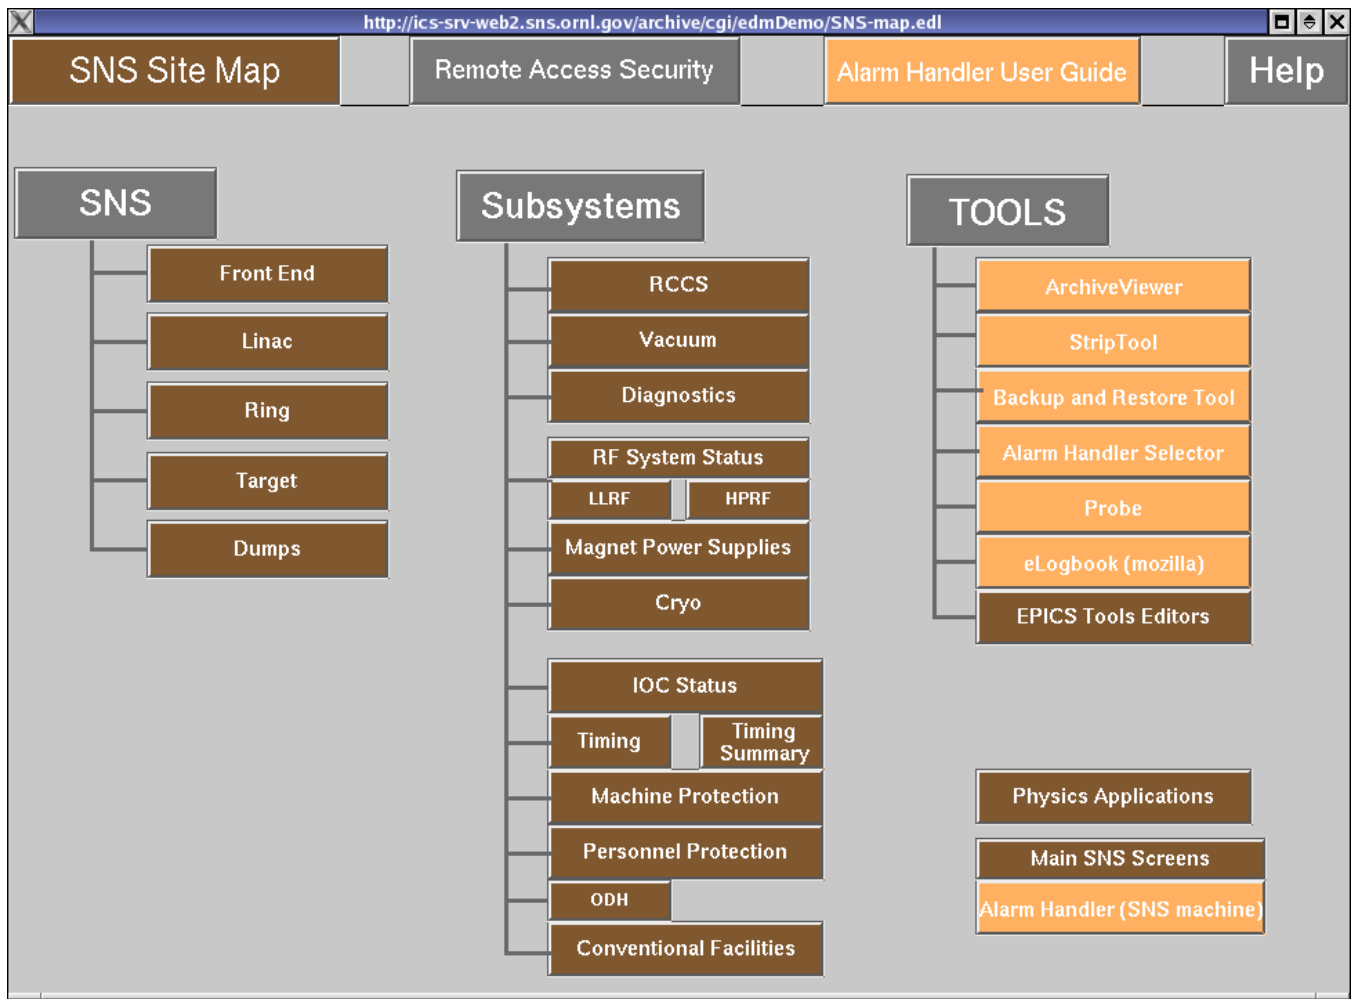 http://ics-srv-web2.sns.ornl.gov/archive/cgi/edmDemo/SNS-map.edl
SNS Site Map
Remote Access Security
Alarm Handler User Guide
Help
SNS
Front End
Linac
Ring
Target
Dumps
Subsystems
RCCS
Vacuum
Diagnostics
RF System Status
LLRF
HPRF
Magnet Power Supplies
Cryo
IOC Status
Timing
Timing
Summary
Machine Protection
Personnel Protection
ODH
Conventional Facilities
TOOLS
ArchiveViewer
StripTool
Backup and Restore Tool
Alarm Handler Selector
Probe
eLogbook (mozilla)
EPICS Tools Editors
Physics Applications
Main SNS Screens
Alarm Handler (SNS machine)